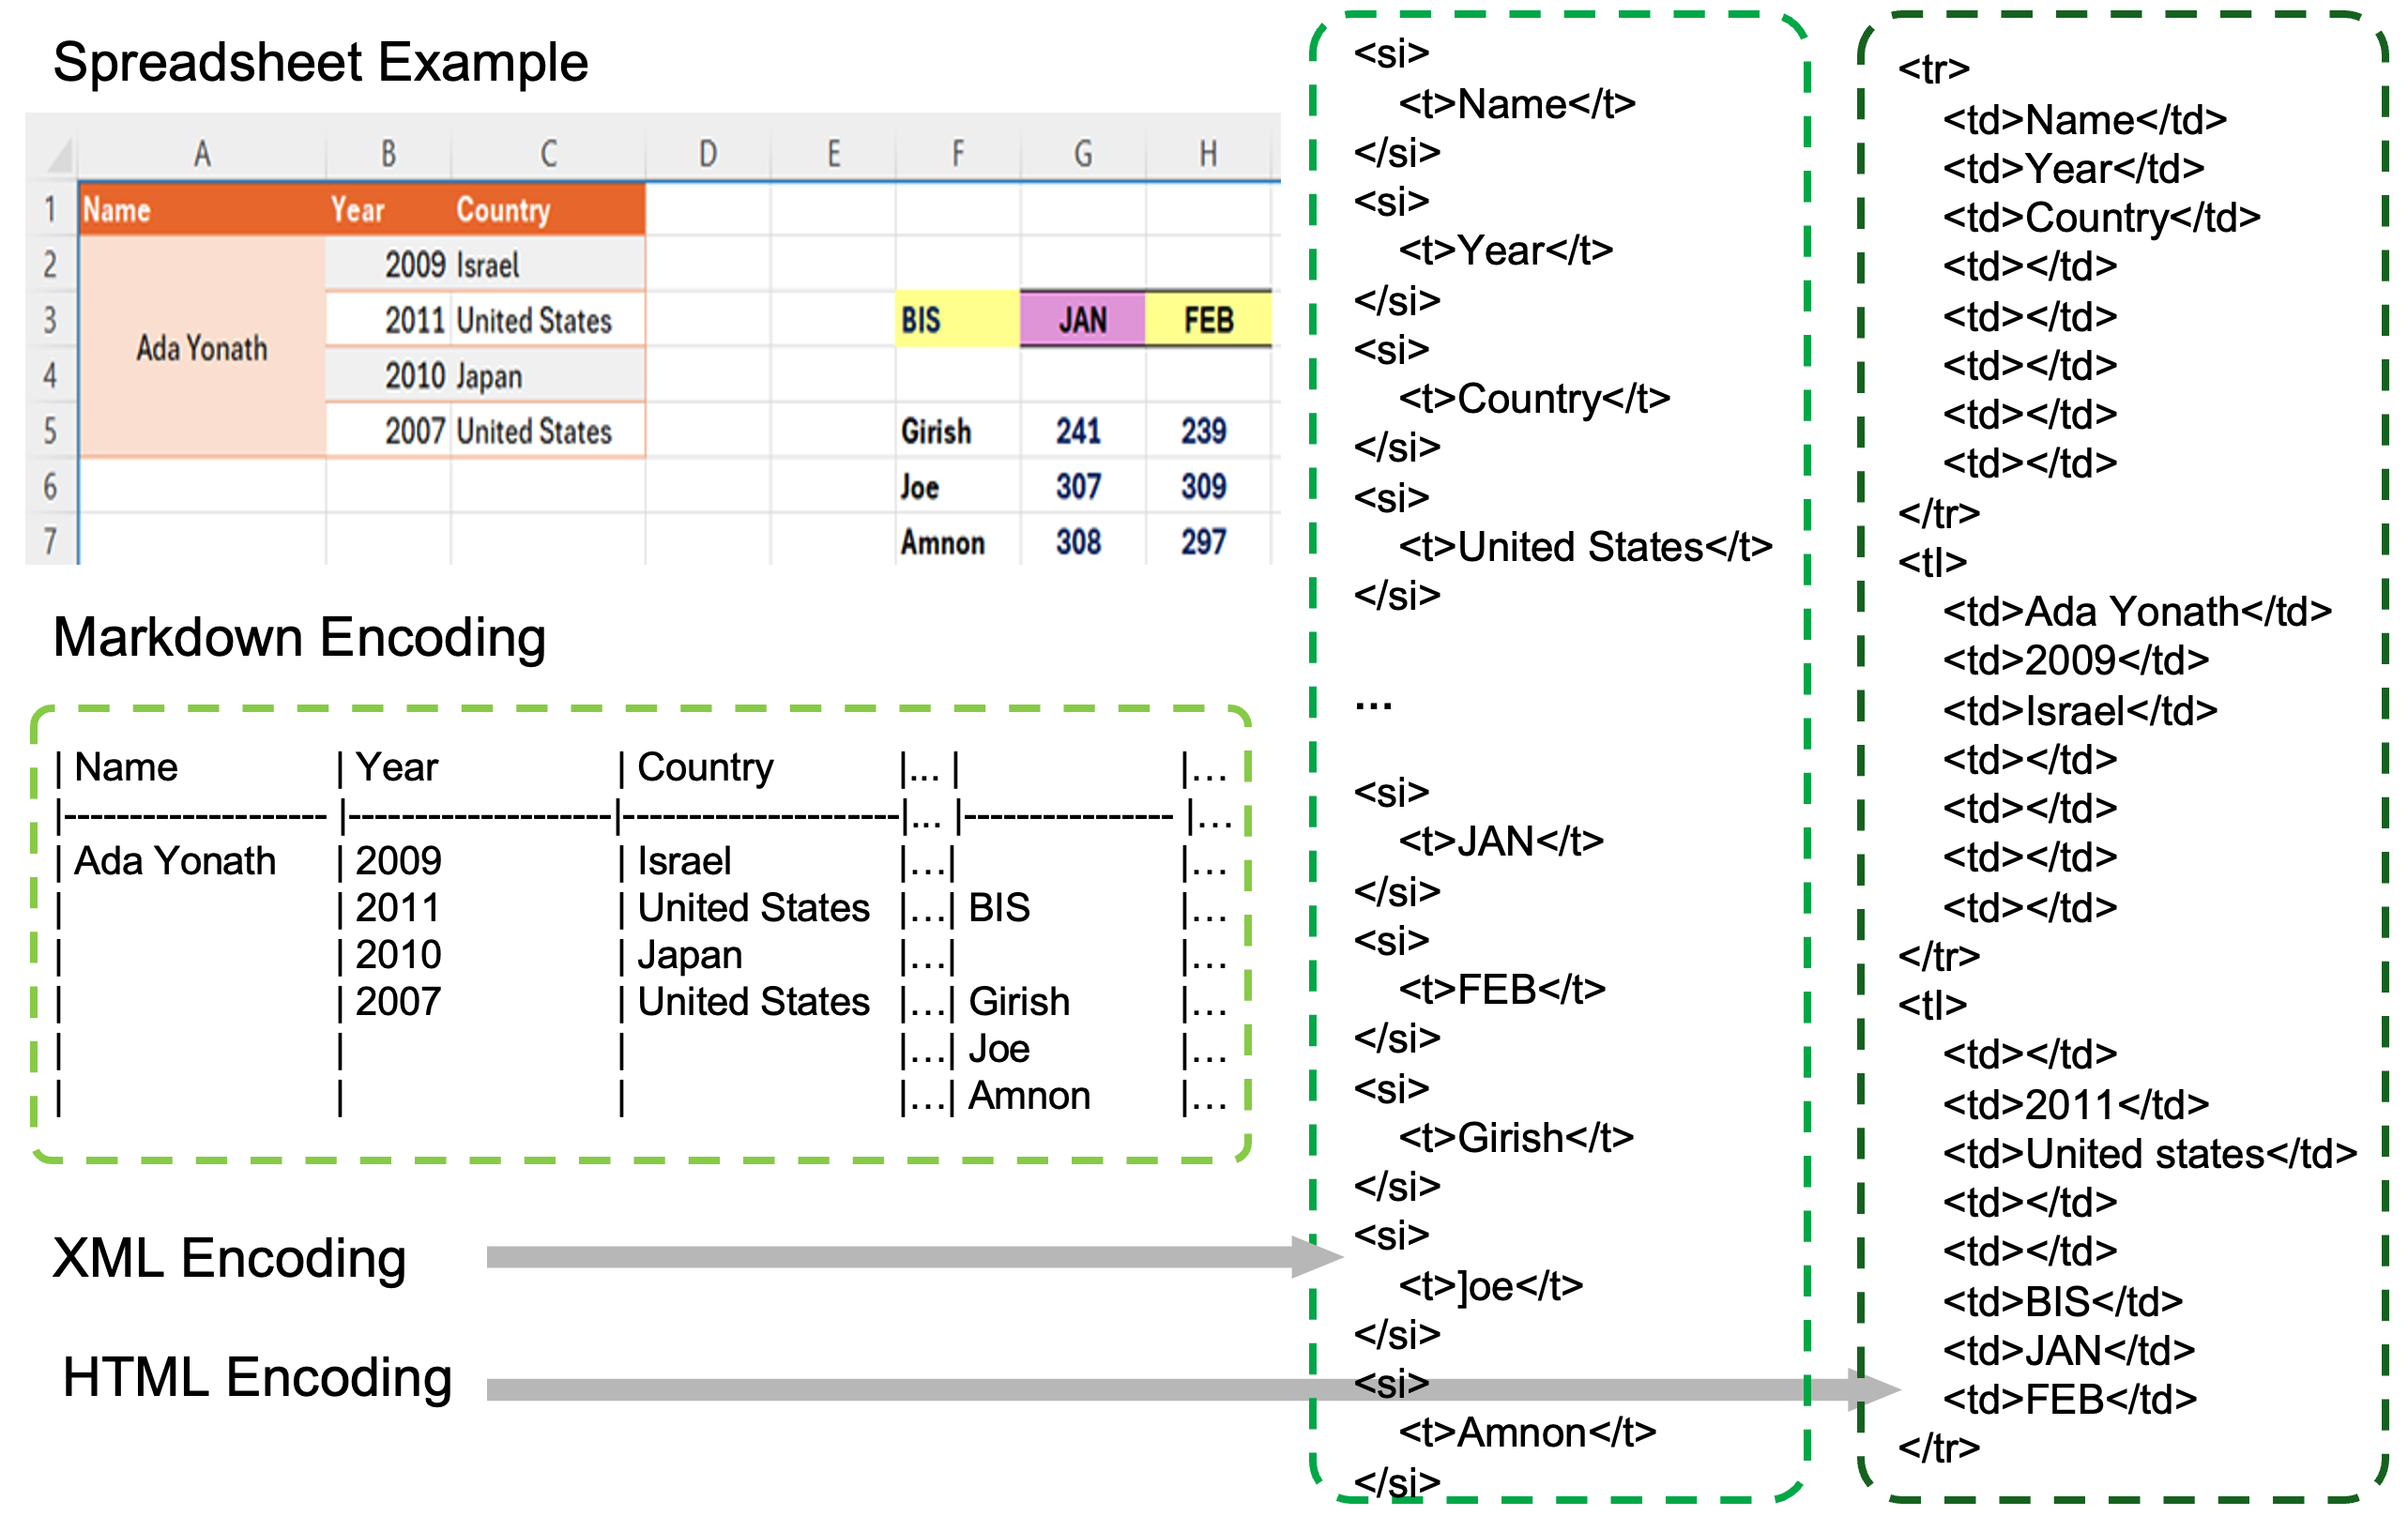 Spreadsheet Example
A B C D E F G H
1 Name Year Country
2 2009 Israel
3 2011 United States BIS JAN FEB
Ada Yonath
4 2010 Japan
5 2007 United States Girish 241 239
6 Joe 307 309
7 Amnon 308 297
Markdown Encoding
| Name | Year | Country |... | |...
|-------------------- |--------------------|---------------------|... |---------------- |...
| Ada Yonath | 2009 | Israel |...| |...
| | 2011 | United States |...| BIS |...
| | 2010 | Japan |...| |...
| | 2007 | United States |...| Girish |...
| | | |...| Joe |...
| | | |...| Amnon |...
XML Encoding
HTML Encoding
<si>
<t>Name</t>
</si>
<si>
<t>Year</t>
</si>
<si>
<t>Country</t>
</si>
<si>
<t>United States</t>
</si>
...
<si>
<t>JAN</t>
</si>
<si>
<t>FEB</t>
</si>
<si>
<t>Girish</t>
</si>
<si>
<t>]oe</t>
</si>
<si>
<t>Amnon</t>
</si>
<tr>
<td>Name</td>
<td>Year</td>
<td>Country</td>
<td></td>
<td></td>
<td></td>
<td></td>
<td></td>
</tr>
<tl>
<td>Ada Yonath</td>
<td>2009</td>
<td>Israel</td>
<td></td>
<td></td>
<td></td>
<td></td>
</tr>
<tl>
<td></td>
<td>2011</td>
<td>United states</td>
<td></td>
<td></td>
<td>BIS</td>
<td>JAN</td>
<td>FEB</td>
</tr>